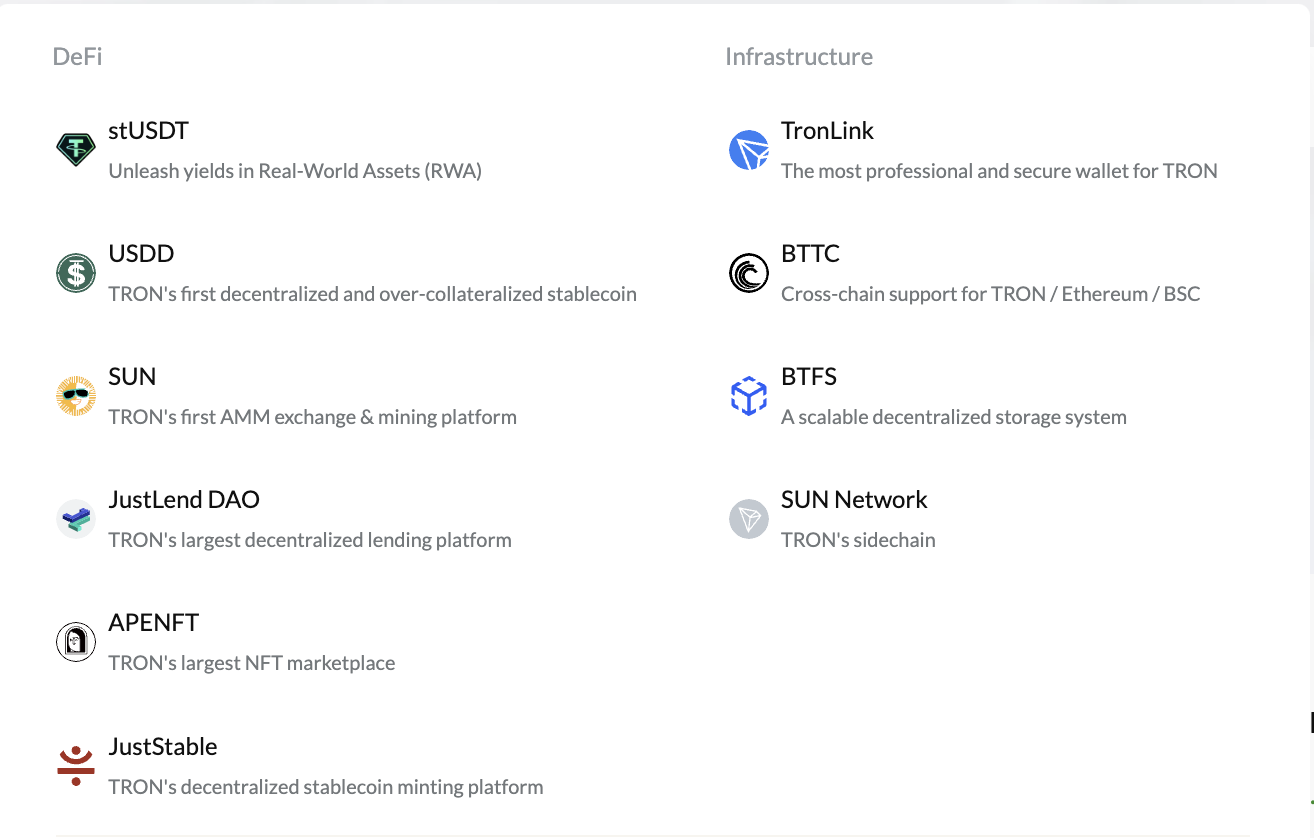 DeFi
stUSDT
Unleash yields in Real-World Assets (RWA)
USDD
TRON's first decentralized and over-collateralized stablecoin
SUN
TRON's first AMM exchange & mining platform
JustLend DAO
TRON's largest decentralized lending platform
APENFT
TRON's largest NFT marketplace
JustStable
TRON's decentralized stablecoin minting platform
Infrastructure
TronLink
The most professional and secure wallet for TRON
BTTC
Cross-chain support for TRON / Ethereum / BSC
BTFS
A scalable decentralized storage system
SUN Network
TRON's sidechain